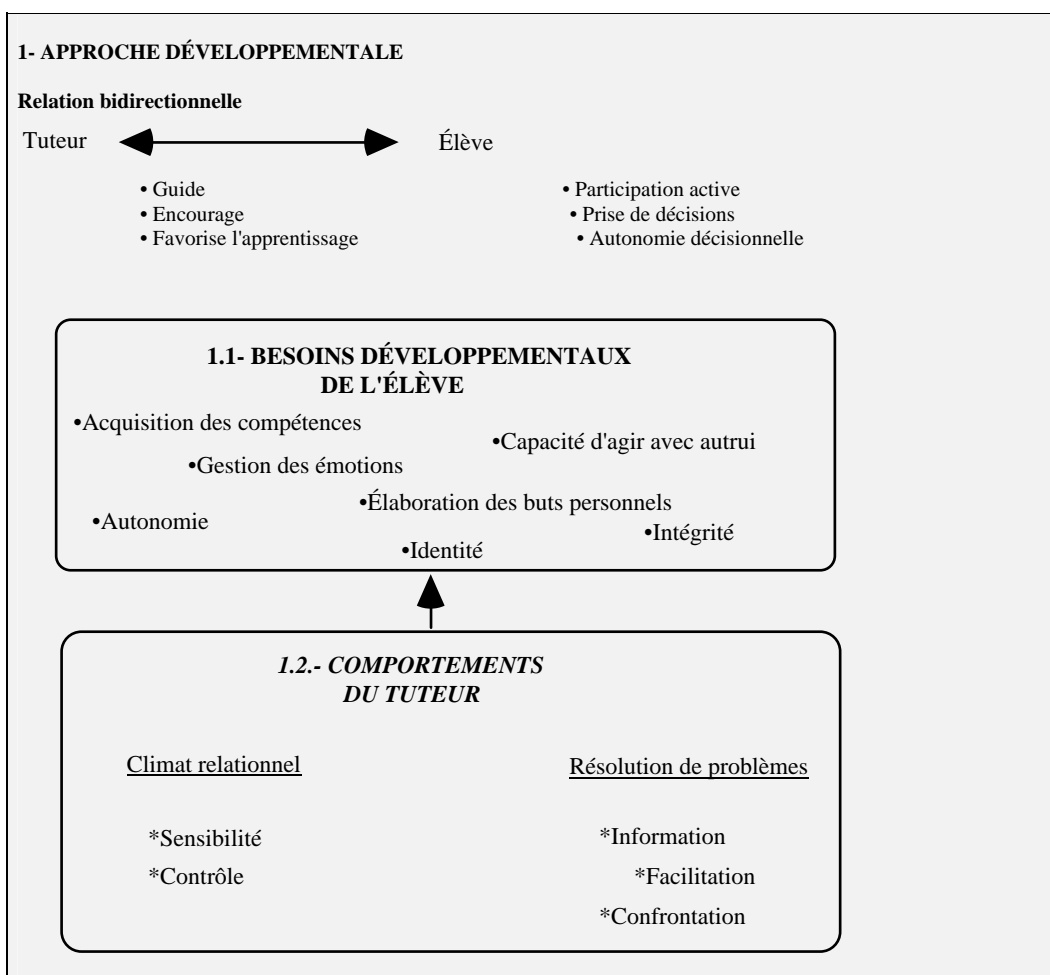 1- APPROCHE DÉVELOPPEMENTALE
Relation bidirectionnelle
Tuteur Élève
• Guide
• Encourage
• Favorise l'apprentissage
• Participation active
• Prise de décisions
• Autonomie décisionnelle
1.1- BESOINS DÉVELOPPEMENTAUX
DE L'ÉLÈVE
•Acquisition des compétences
•Capacité d'agir avec autrui
•Gestion des émotions
•Élaboration des buts personnels
•Autonomie
•Intégrité
•Identité
1.2.- COMPORTEMENTS
DU TUTEUR
Climat relationnel
*Sensibilité
*Contrôle
Résolution de problèmes
*Information
*Facilitation
*Confrontation